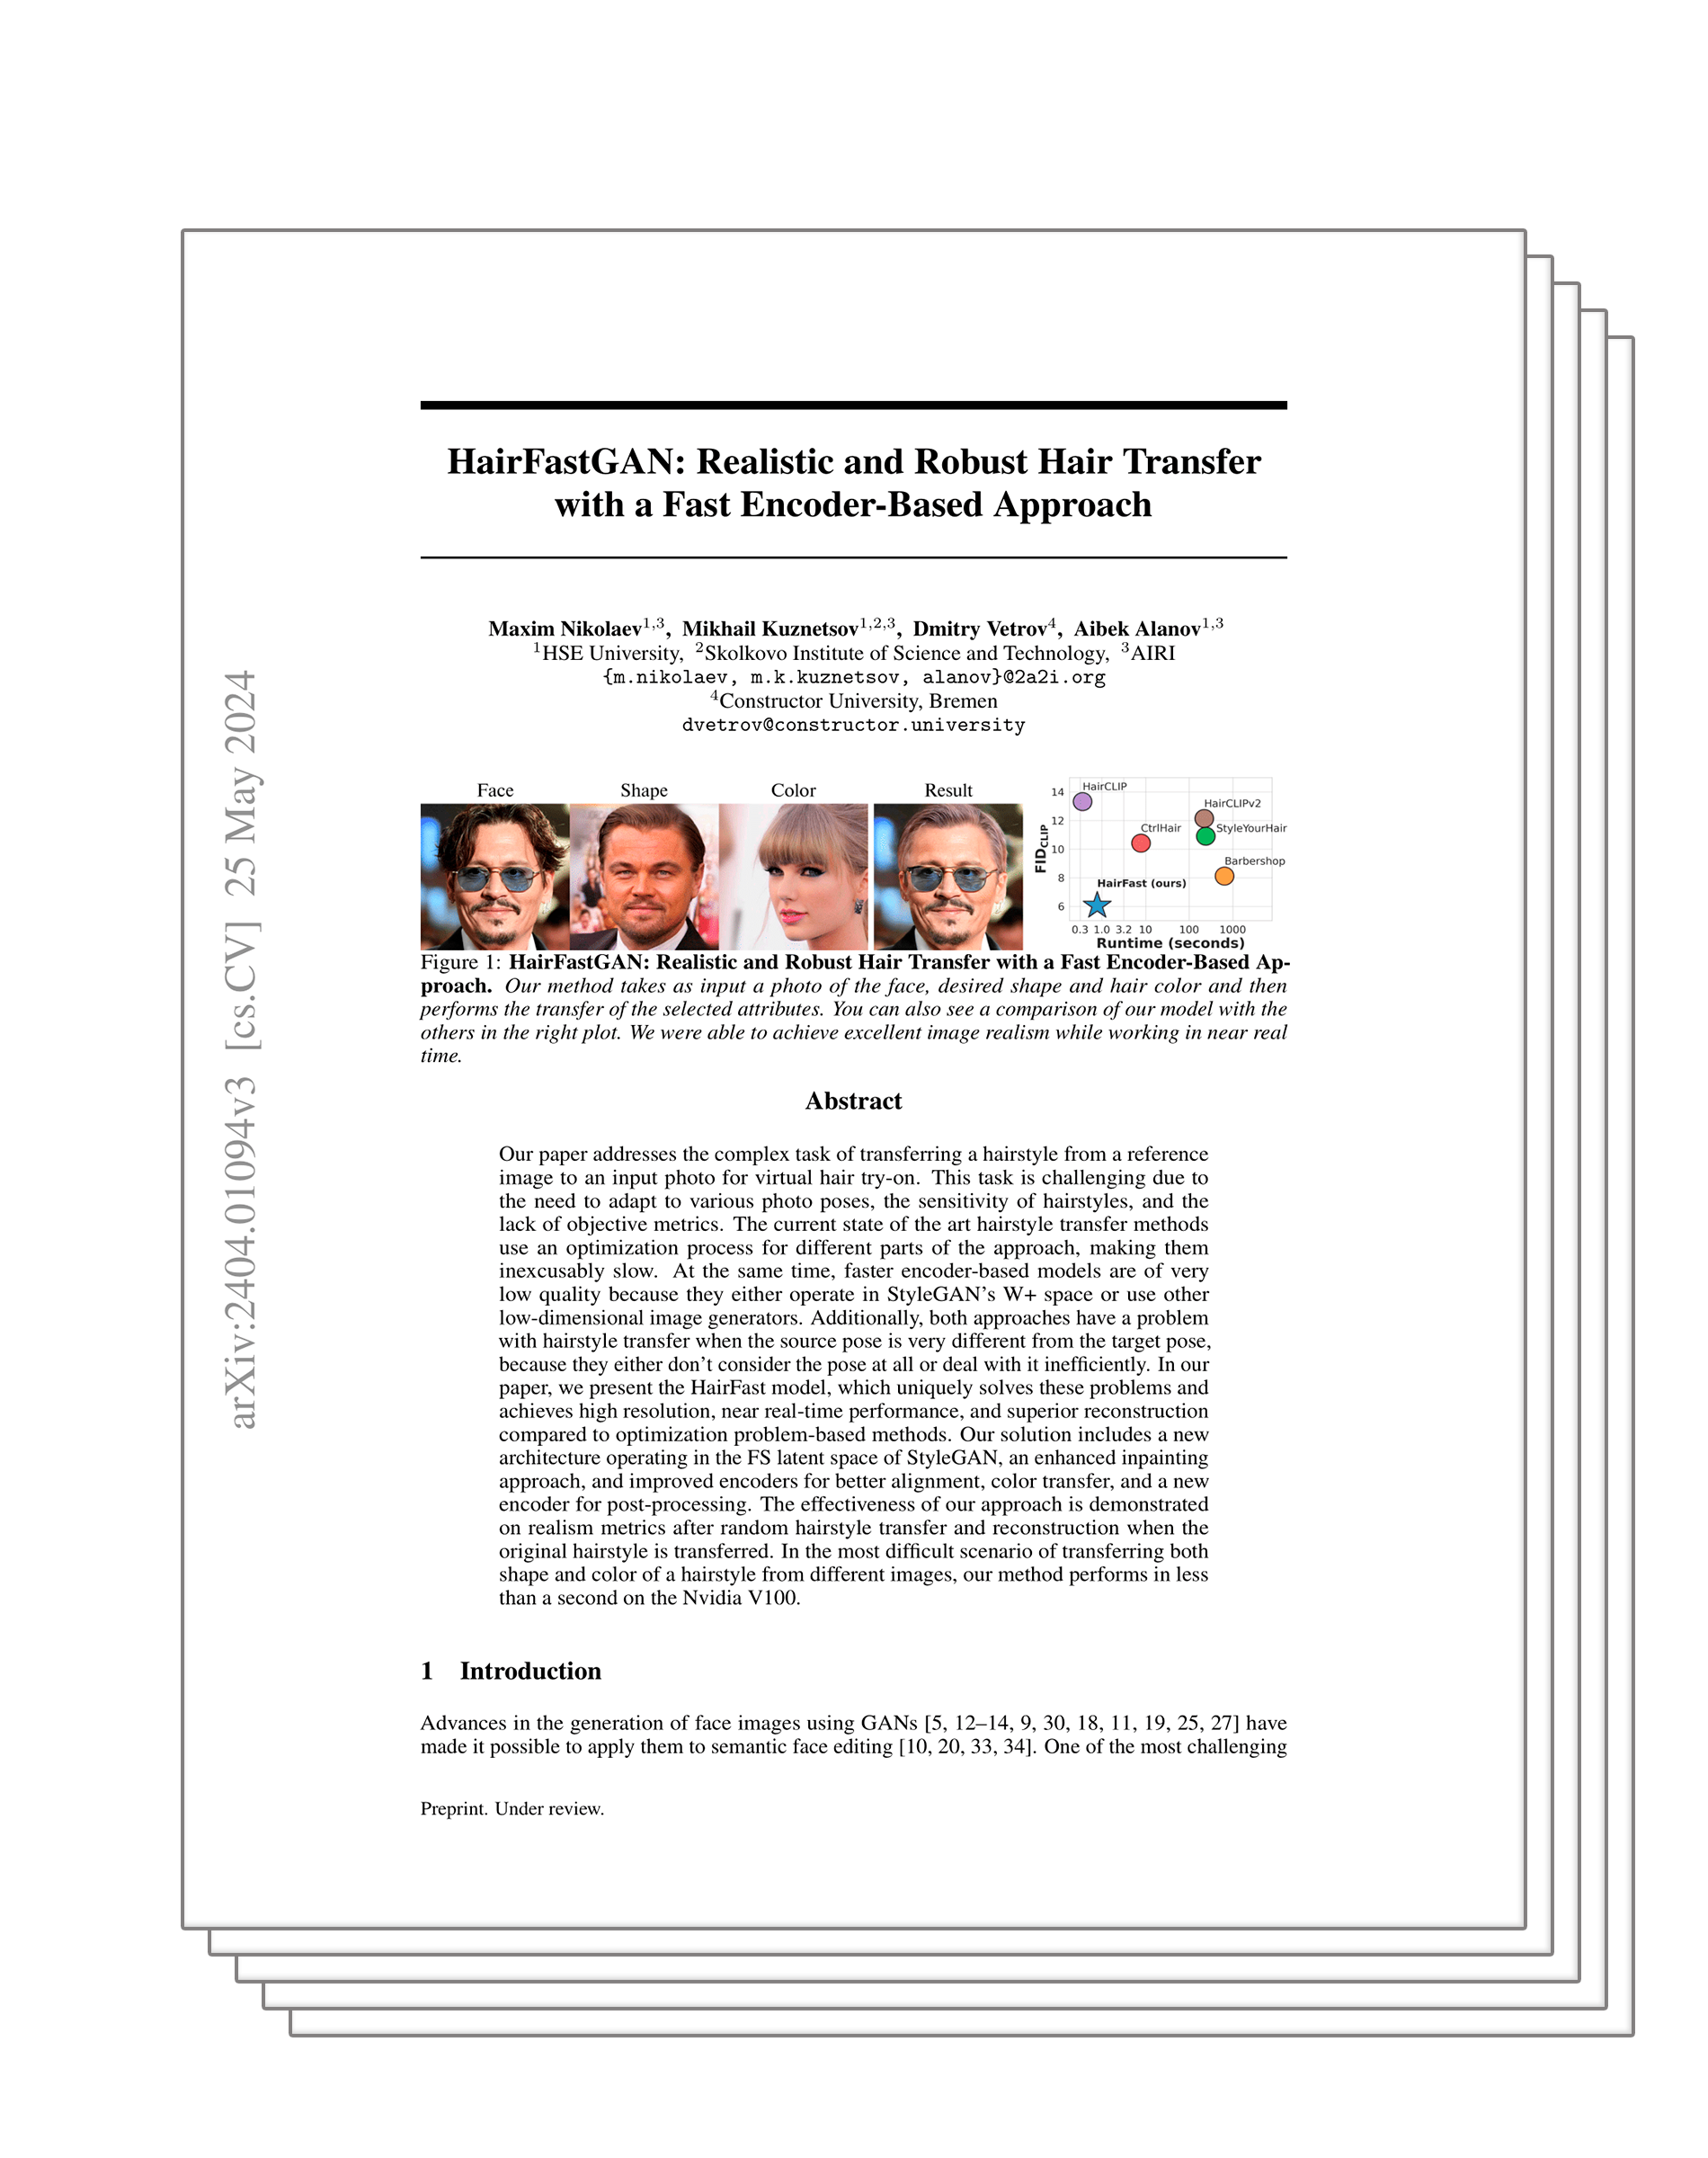 arXiv:2404.01094v3 [cs.CV] 25 May 2024
HairFastGAN: Realistic and Robust Hair Transfer
with a Fast Encoder-Based Approach
Maxim Nikolaev1,3, Mikhail Kuznetsov1,2,3, Dmitry Vetrov4, Aibek Alanov1,3
1HSE University, 2Skolkovo Institute of Science and Technology, 3AIRI
{m.nikolaev, m.k.kuznetsov, alanov}@2a2i.org
4Constructor University, Bremen
dvetrov@constructor.university
Face Shape Color Result
FIDCLIP
14
12
10
8
6
HairCLIP
HairCLIPv2
CtrlHair
StyleYourHair
Barbershop
HairFast (ours)
0.3 1.0 3.2 10 100 1000
Runtime (seconds)
Figure 1: HairFastGAN: Realistic and Robust Hair Transfer with a Fast Encoder-Based Ap-
proach. Our method takes as input a photo of the face, desired shape and hair color and then
performs the transfer of the selected attributes. You can also see a comparison of our model with the
others in the right plot. We were able to achieve excellent image realism while working in near real
time.
Abstract
Our paper addresses the complex task of transferring a hairstyle from a reference
image to an input photo for virtual hair try-on. This task is challenging due to
the need to adapt to various photo poses, the sensitivity of hairstyles, and the
lack of objective metrics. The current state of the art hairstyle transfer methods
use an optimization process for different parts of the approach, making them
inexcusably slow. At the same time, faster encoder-based models are of very
low quality because they either operate in StyleGAN's W+ space or use other
low-dimensional image generators. Additionally, both approaches have a problem
with hairstyle transfer when the source pose is very different from the target pose,
because they either don't consider the pose at all or deal with it inefficiently. In our
paper, we present the HairFast model, which uniquely solves these problems and
achieves high resolution, near real-time performance, and superior reconstruction
compared to optimization problem-based methods. Our solution includes a new
architecture operating in the FS latent space of StyleGAN, an enhanced inpainting
approach, and improved encoders for better alignment, color transfer, and a new
encoder for post-processing. The effectiveness of our approach is demonstrated
on realism metrics after random hairstyle transfer and reconstruction when the
original hairstyle is transferred. In the most difficult scenario of transferring both
shape and color of a hairstyle from different images, our method performs in less
than a second on the Nvidia V100.
1 Introduction
Advances in the generation of face images using GANs [5, 12–14, 9, 30, 18, 11, 19, 25, 27] have
made it possible to apply them to semantic face editing [10, 20, 33, 34]. One of the most challenging
Preprint. Under review.